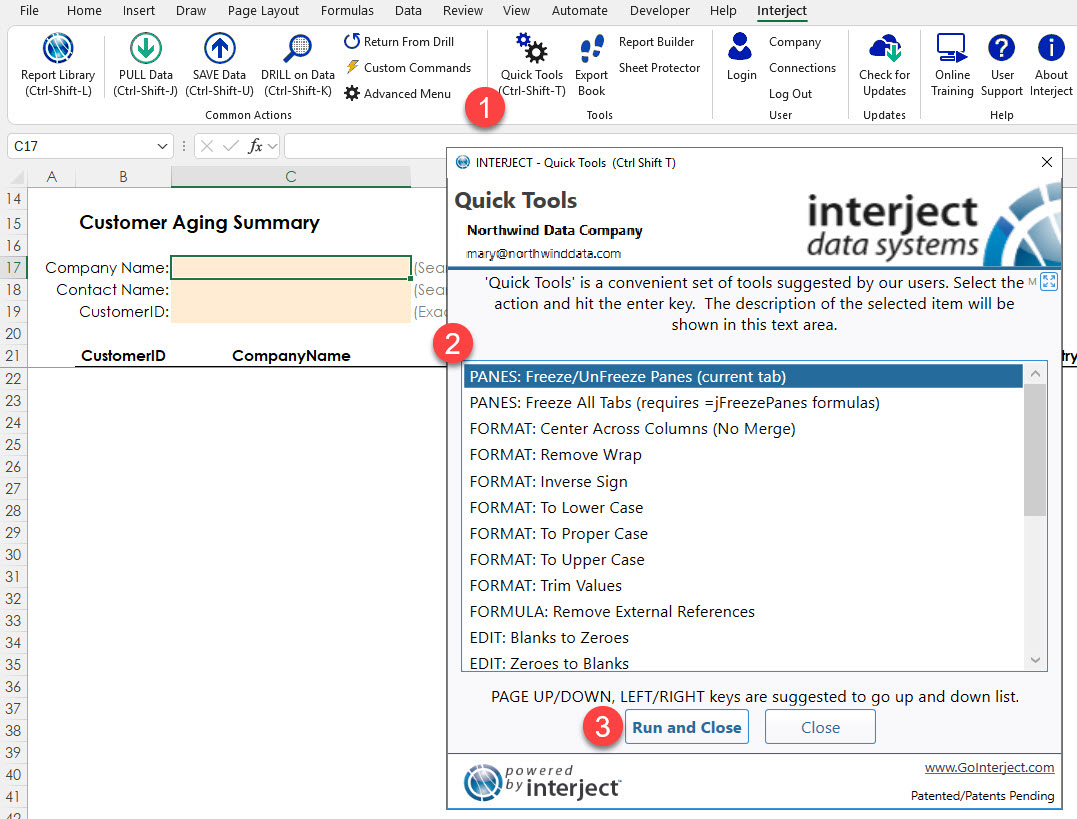 File Home Insert Draw Page Layout Formulas Data Review View Automate Developer Help Interject
Report Library
(Ctrl-Shift-L)
PULL Data
(Ctrl-Shift-J)
SAVE Data
(Ctrl-Shift-U)
DRILL on Data
(Ctrl-Shift-K)
Return From Drill
Custom Commands
Advanced Menu
Common Actions
1
Quick Tools
(Ctrl-Shift-T)
Export
Book
Report Builder
Sheet Protector
Tools
Login
Company
Connections
Log Out
User
Check for
Updates
Updates
Online
Training
User
Support
About
Interject
Help
C17
fx
A B C
14
15 Customer Aging Summary
16
17 Company Name: (Sea
18 Contact Name: (Sea
19 CustomerID: (Exac
20
21 CustomerID CompanyName try
22
23
24
25
26
27
28
29
30
31
32
33
34
35
36
37
38
39
40
41
42
INTERJECT - Quick Tools (Ctrl Shift T)
Quick Tools
Northwind Data Company
mary@northwinddata.com
interject
data systems
'Quick Tools' is a convenient set of tools suggested by our users. Select the M
action and hit the enter key. The description of the selected item will be
shown in this text area.
2
PANES: Freeze/UnFreeze Panes (current tab)
PANES: Freeze All Tabs (requires =jFreezePanes formulas)
FORMAT: Center Across Columns (No Merge)
FORMAT: Remove Wrap
FORMAT: Inverse Sign
FORMAT: To Lower Case
FORMAT: To Proper Case
FORMAT: To Upper Case
FORMAT: Trim Values
FORMULA: Remove External References
EDIT: Blanks to Zeroes
EDIT: Zeroes to Blanks
PAGE UP/DOWN, LEFT/RIGHT keys are suggested to go up and down list.
3
Run and Close Close
powered
by interject™
www.GoInterject.com
Patented/Patents Pending